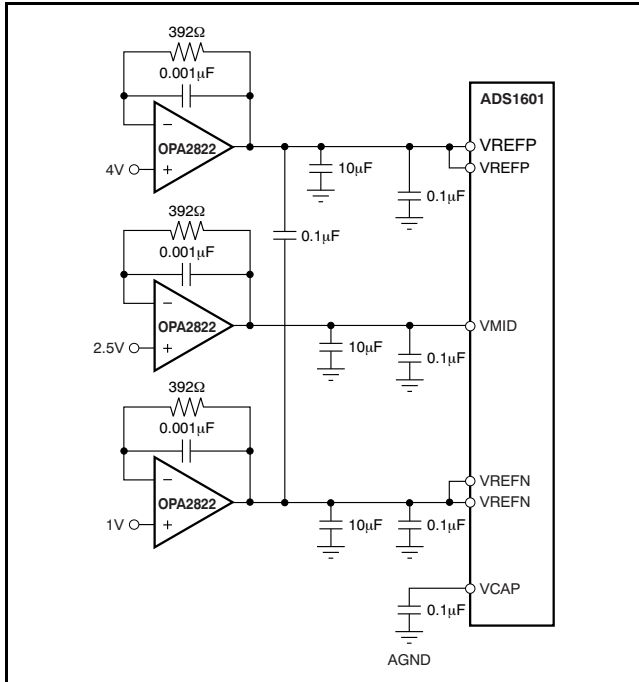 392Ω
0.001μF
OPA2822
4V
ADS1601
VREFP
VREFP
10μF
0.1μF
0.1μF
392Ω
0.001μF
OPA2822
2.5V
VMID
10μF
0.1μF
392Ω
0.001μF
OPA2822
1V
VREFN
VREFN
10μF
0.1μF
VCAP
0.1μF
AGND